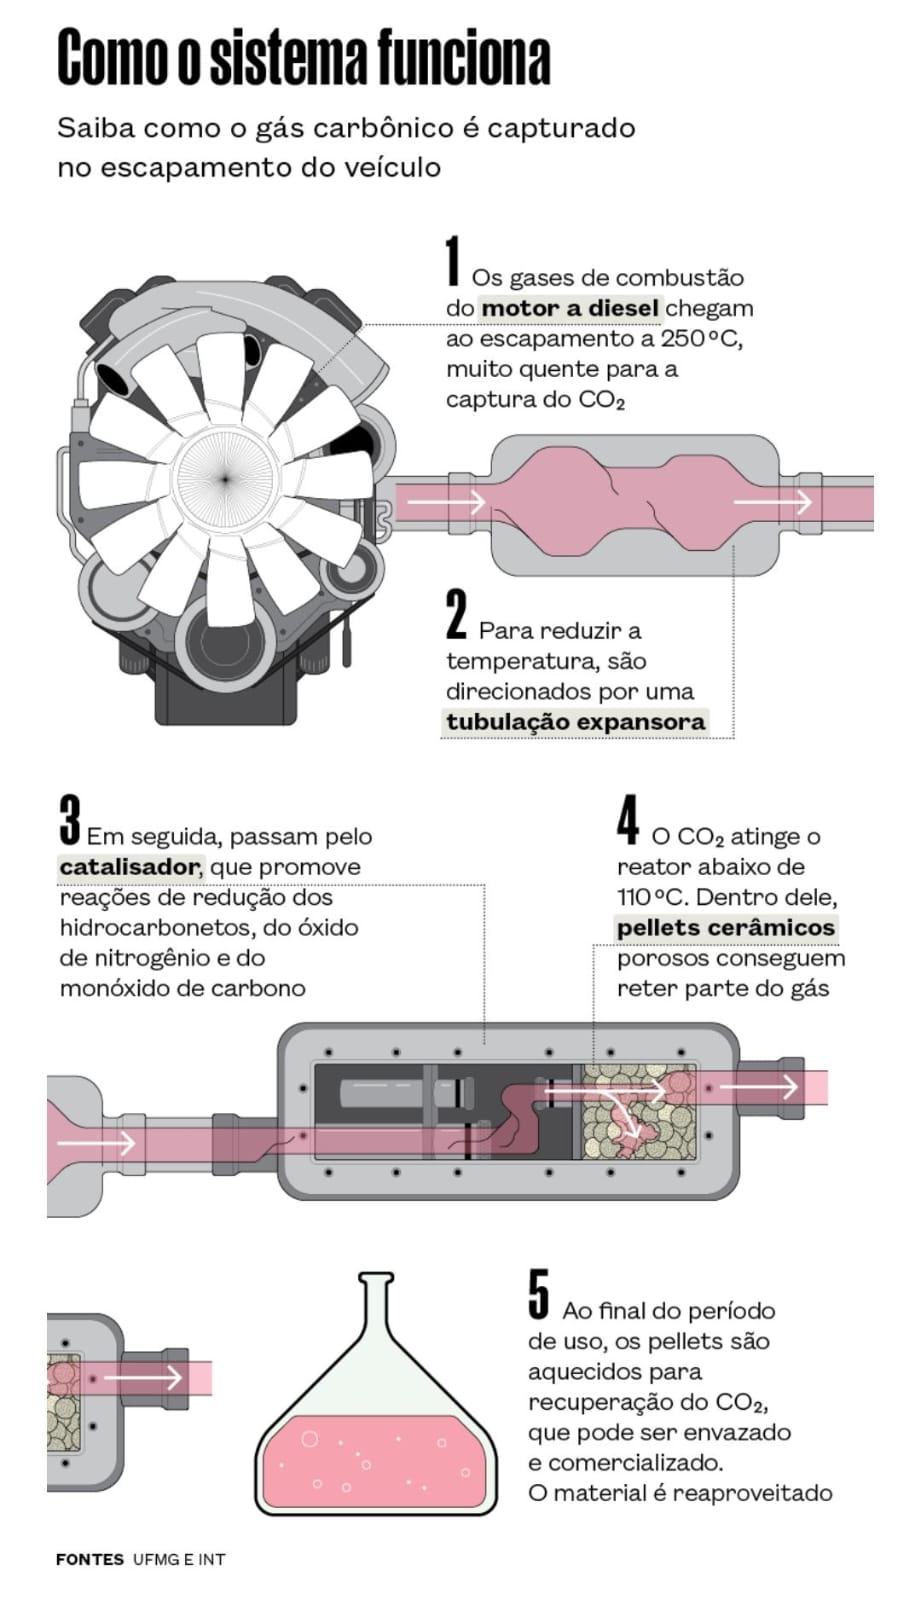 Como o sistema funciona
Saiba como o gás carbônico é capturado
no escapamento do veículo
1 Os gases de combustão
do motor a diesel chegam
ao escapamento a 250 °C,
muito quente para a
captura do CO₂
2 Para reduzir a
temperatura, são
direcionados por uma
tubulação expansora
3 Em seguida, passam pelo
catalisador, que promove
reações de redução dos
hidrocarbonetos, do óxido
de nitrogênio e do
monóxido de carbono
4 O CO₂ atinge o
reator abaixo de
110 °C. Dentro dele,
pellets cerâmicos
porosos conseguem
reter parte do gás
5 Ao final do período
de uso, os pellets são
aquecidos para
recuperação do CO₂,
que pode ser envazado
e comercializado.
O material é reaproveitado
FONTES UFMG E INT